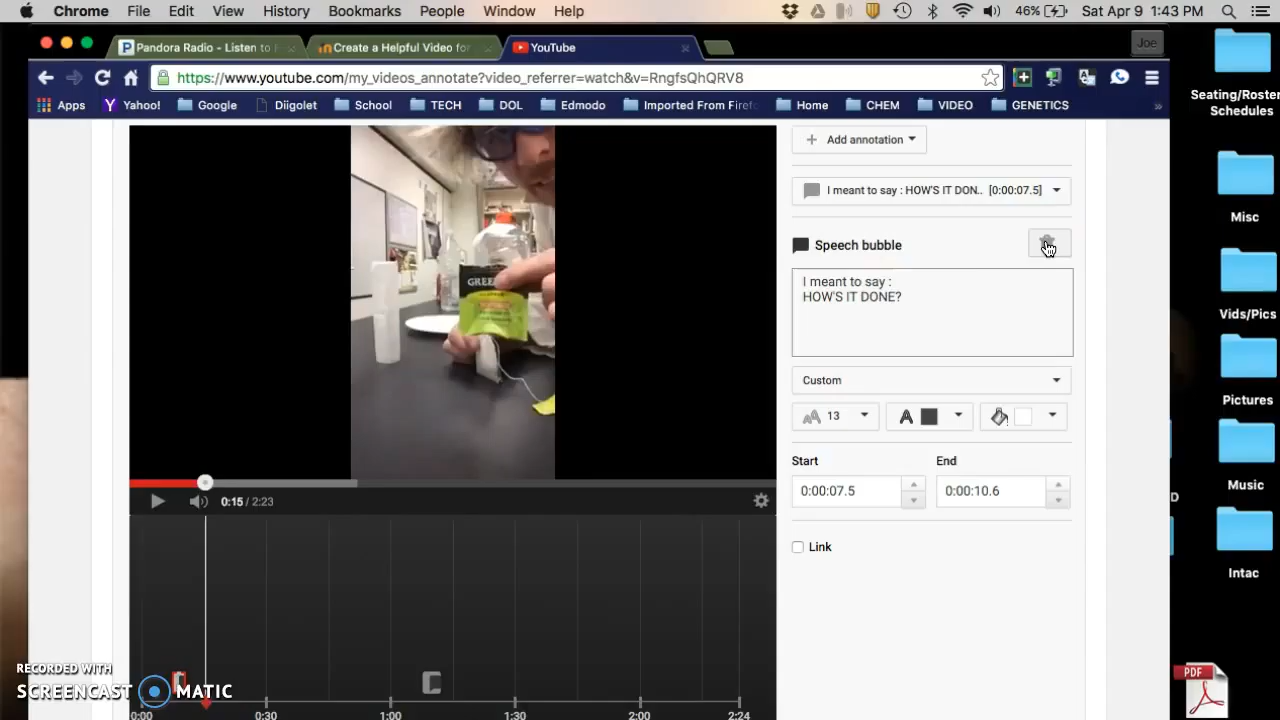 Chrome File Edit View History Bookmarks People Window Help 46% Sat Apr 9 1:43 PM
Pandora Radio - Listen to
Create a Helpful Video for
YouTube
Joe
https://www.youtube.com/my_videos_annotate?video_referrer=watch&v=RngfsQhQRV8
Apps Yahoo! Google Diigolet School TECH DOL Edmodo Imported From Firef Home CHEM VIDEO GENETICS »
Seating/Roster
Schedules
Misc
Vids/Pics
Pictures
Music
D
Intac
PDF
+ Add annotation
I meant to say : HOW'S IT DON.. [0:00:07.5]
Speech bubble
I meant to say :
HOW'S IT DONE?
Custom
13
A
Start End
0:00:07.5 0:00:10.6
Link
GREE
0:15 / 2:23
0:00 0:30 1:00 1:30 2:00 2:24
RECORDED WITH
SCREENCAST MATIC